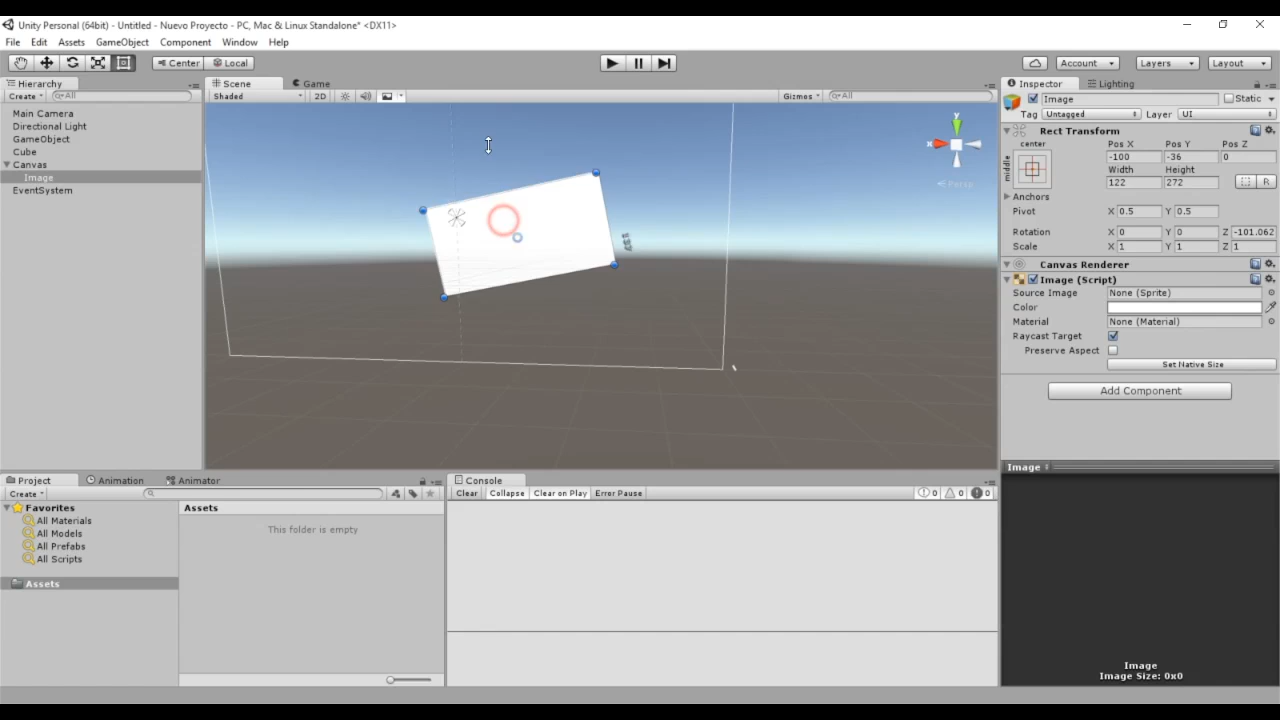 Unity Personal (64bit) - Untitled - Nuevo Proyecto - PC, Mac & Linux Standalone* <DX11>
File Edit Assets GameObject Component Window Help
Center Local Account Layers Layout
Hierarchy
Create All
Main Camera
Directional Light
GameObject
Cube
Canvas
Image
EventSystem
Scene Game
Shaded 2D Gizmos All
y
x
Persp
Inspector Lighting
Image Static
Tag Untagged Layer UI
Rect Transform
center Pos X Pos Y Pos Z
middle -100 -36 0
Width Height
122 272 R
Anchors
Pivot X 0.5 Y 0.5
Rotation X 0 Y 0 Z -101.062
Scale X 1 Y 1 Z 1
Canvas Renderer
Image (Script)
Source Image None (Sprite)
Color
Material None (Material)
Raycast Target
Preserve Aspect
Set Native Size
Add Component
Image
Image
Image Size: 0x0
Project Animation Animator
Create
Favorites
All Materials
All Models
All Prefabs
All Scripts
Assets
Assets
This folder is empty
Console
Clear Collapse Clear on Play Error Pause 0 0 0